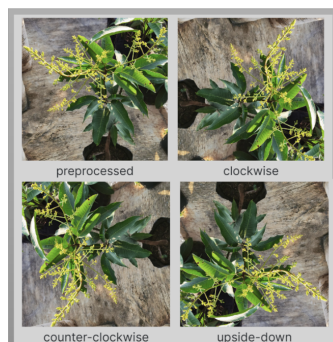 preprocessed
clockwise
counter-clockwise
upside-down